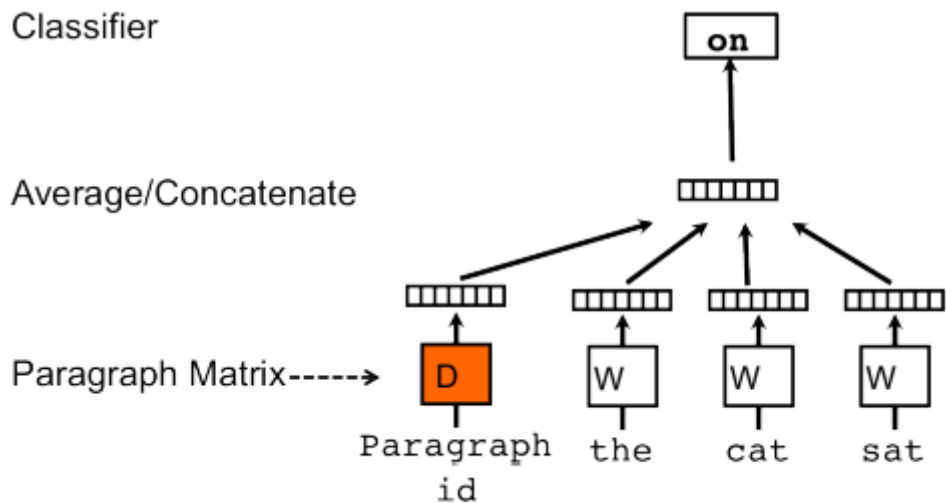 Classifier
on
Average/Concatenate
Paragraph Matrix
D
W
W
W
Paragraph
id
the
cat
sat